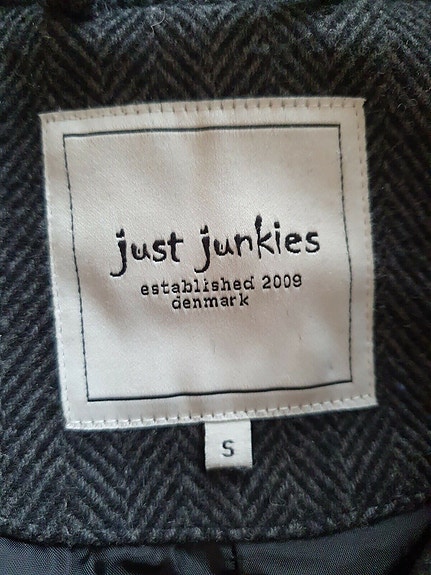 just junkies
established 2009
denmark
S